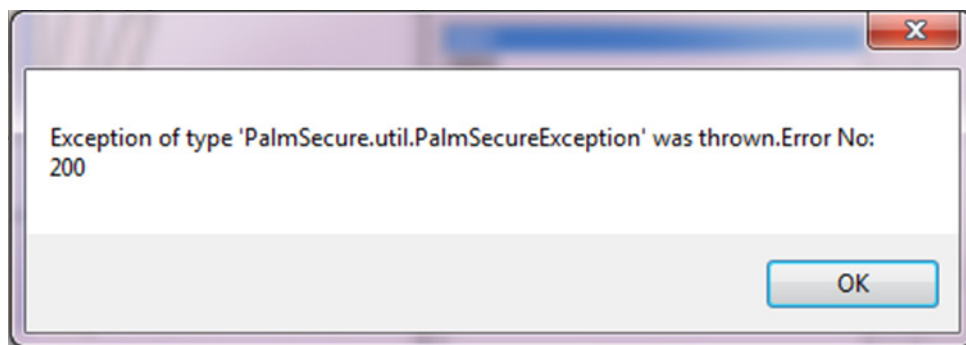 Exception of type 'PalmSecure.util.PalmSecureException' was thrown.Error No:
200
OK